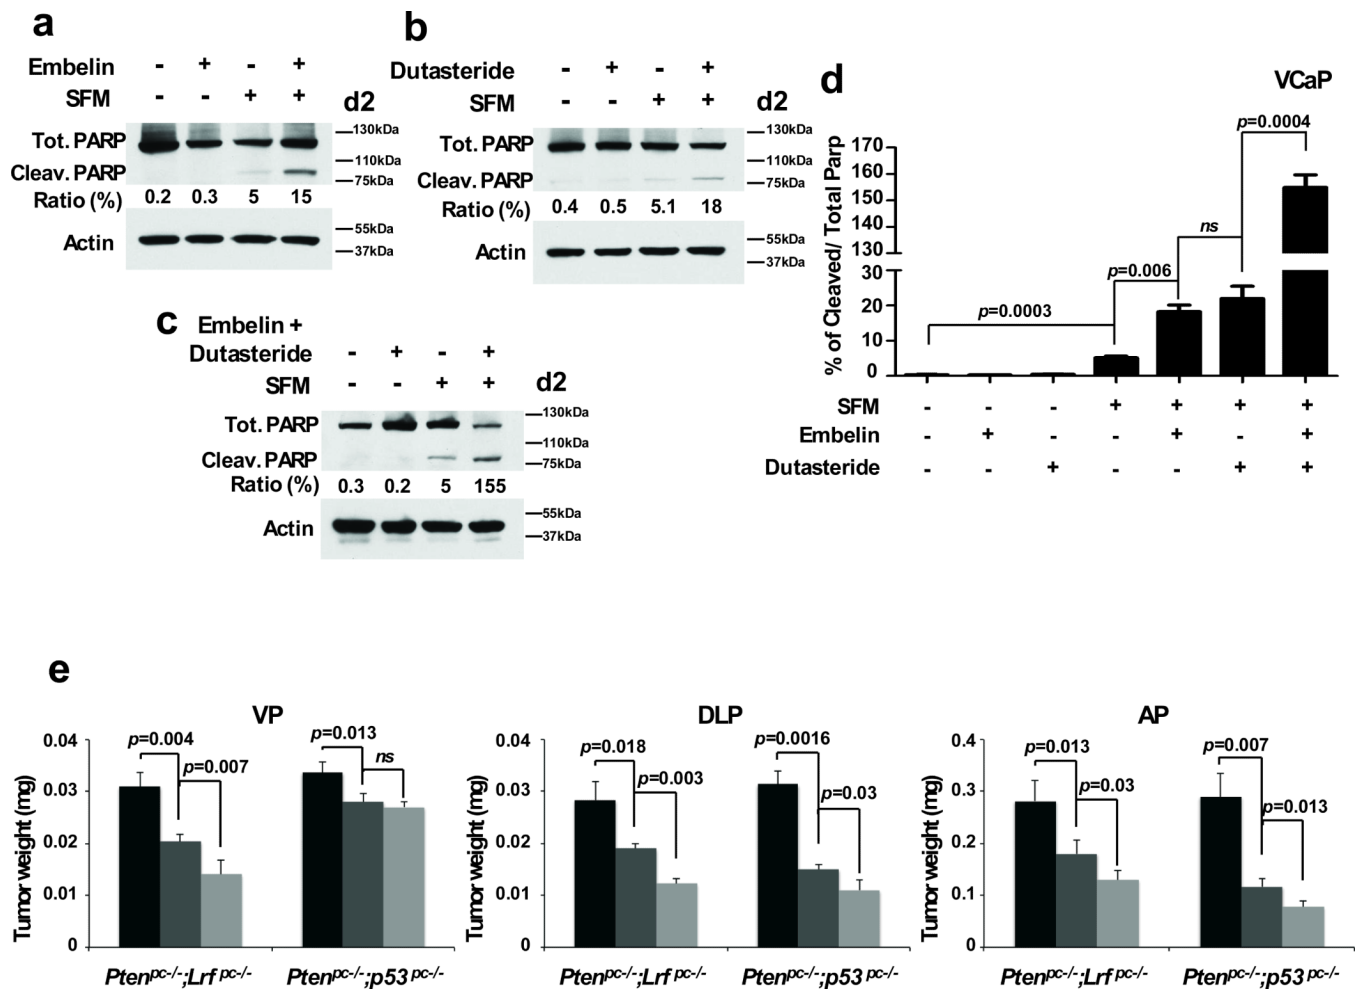 a
Embelin - + - +
SFM - - + + d2
Tot. PARP
Cleav. PARP
130kDa
110kDa
75kDa
Ratio (%) 0.2 0.3 5 15
Actin
55kDa
37kDa
b
Dutasteride - + - +
SFM - - + + d2
Tot. PARP
Cleav. PARP
130kDa
110kDa
75kDa
Ratio (%) 0.4 0.5 5.1 18
Actin
55kDa
37kDa
c
Embelin +
Dutasteride - + - +
SFM - - + + d2
Tot. PARP
Cleav. PARP
130kDa
110kDa
75kDa
Ratio (%) 0.3 0.2 5 155
Actin
55kDa
37kDa
d
VCaP
% of Cleaved/ Total Parp
170
160
150
140
130
30
20
10
0
p=0.0003
p=0.006
ns
p=0.0004
SFM - - - + + + +
Embelin - + - - + - +
Dutasteride - - + - - + +
e
VP
Tumor weight (mg)
0.04
0.03
0.02
0.01
0
p=0.004
p=0.007
p=0.013
ns
Ptenpc-/-;Lrf pc-/- Ptenpc-/-;p53 pc-/-
DLP
Tumor weight (mg)
0.04
0.03
0.02
0.01
0
p=0.018
p=0.003
p=0.0016
p=0.03
Ptenpc-/-;Lrf pc-/- Ptenpc-/-;p53 pc-/-
AP
Tumor weight (mg)
0.4
0.3
0.2
0.1
0
p=0.013
p=0.03
p=0.007
p=0.013
Ptenpc-/-;Lrf pc-/- Ptenpc-/-;p53 pc-/-